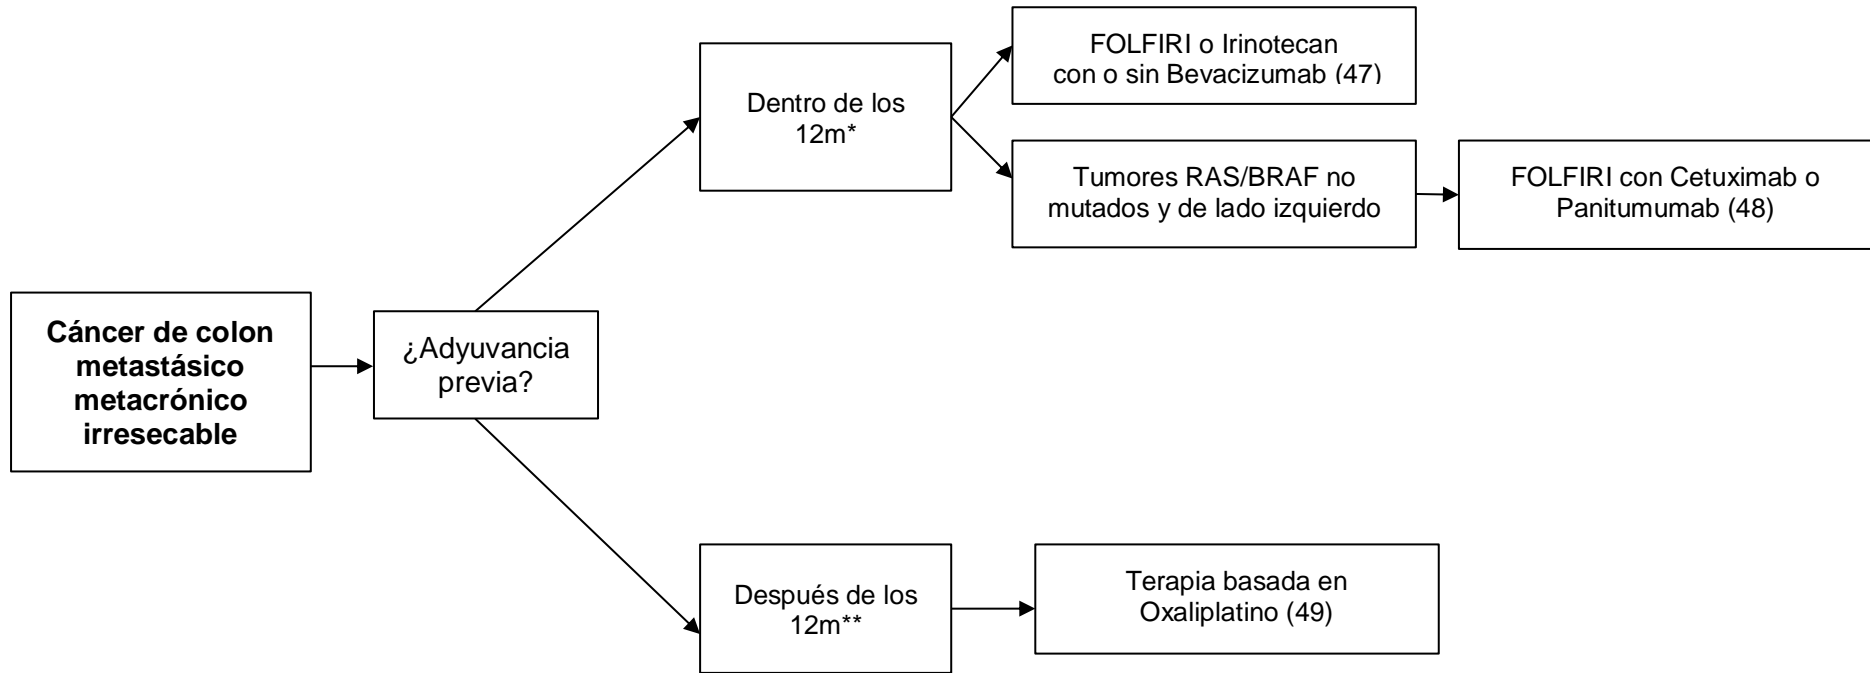 Cáncer de colon
metastásico
metacrónico
irresecable
¿Adyuvancia
previa?
Dentro de los
12m*
FOLFIRI o Irinotecan
con o sin Bevacizumab (47)
Tumores RAS/BRAF no
mutados y de lado izquierdo
FOLFIRI con Cetuximab o
Panitumumab (48)
Después de los
12m**
Terapia basada en
Oxaliplatino (49)